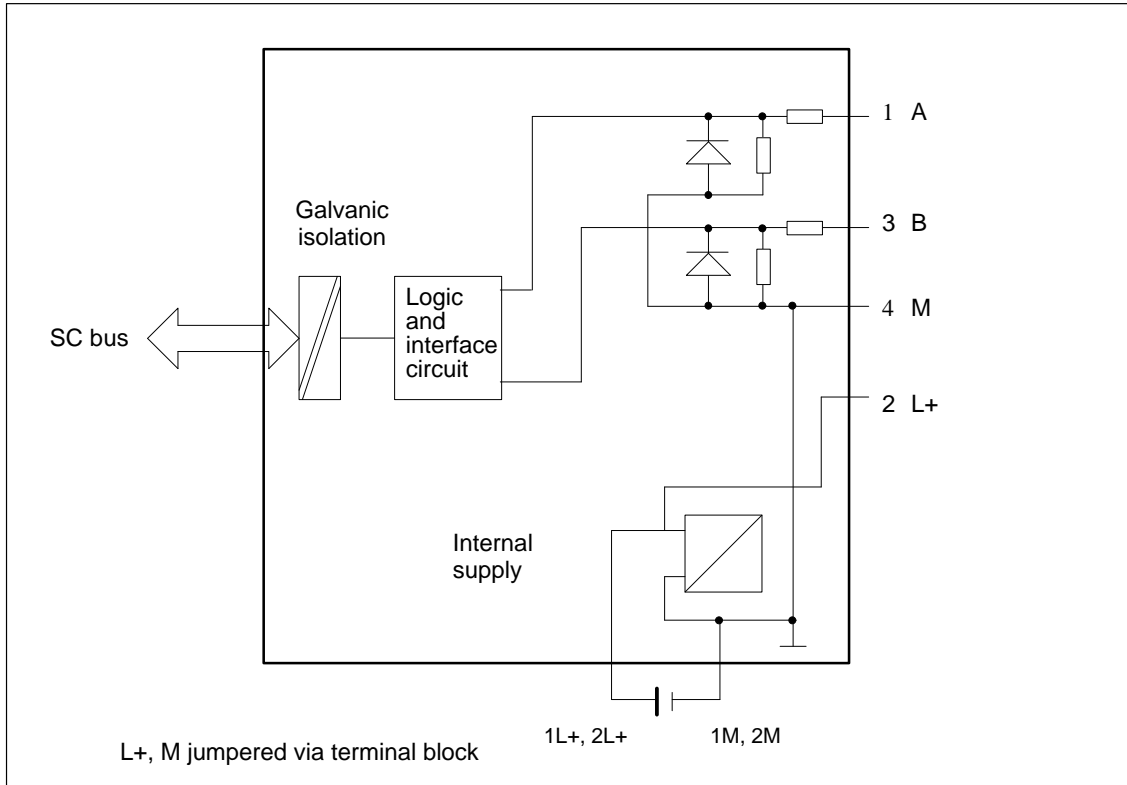 1 A
Galvanic
isolation
3 B
Logic
and
interface
circuit
4 M
SC bus
2 L+
Internal
supply
1L+, 2L+
1M, 2M
L+, M jumpered via terminal block